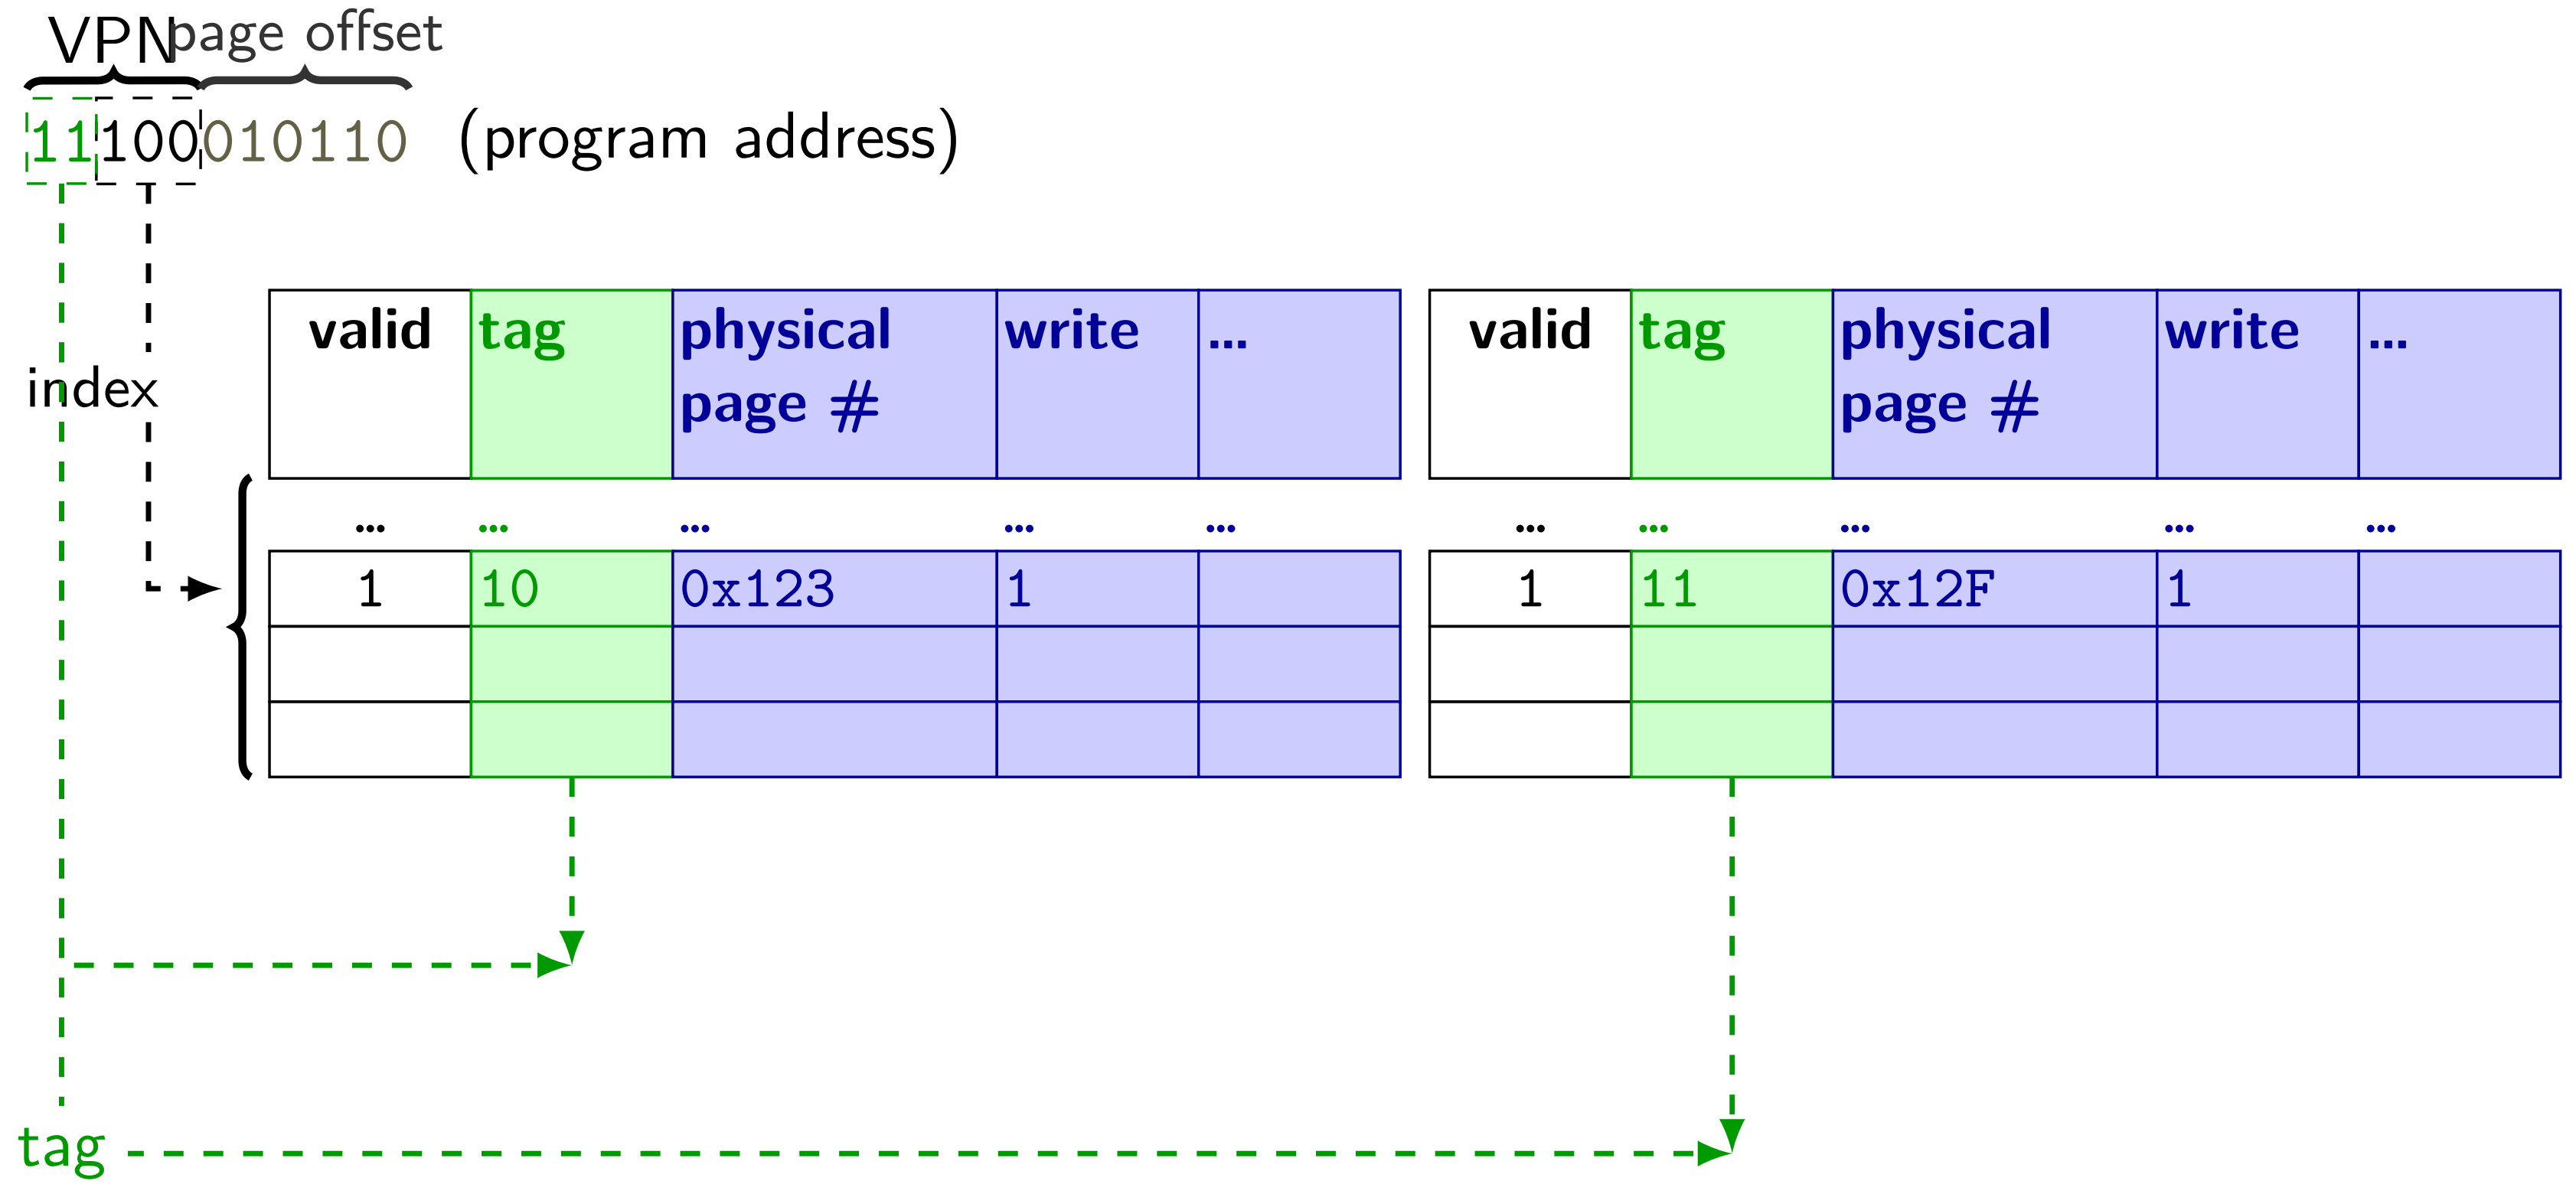 VPN page offset
11100010110 (program address)
index
valid tag physical page # write ... valid tag physical page # write ...
... ... ... ... ... ... ... ... ... ...
1 10 0x123 1 1 11 0x12F 1
tag